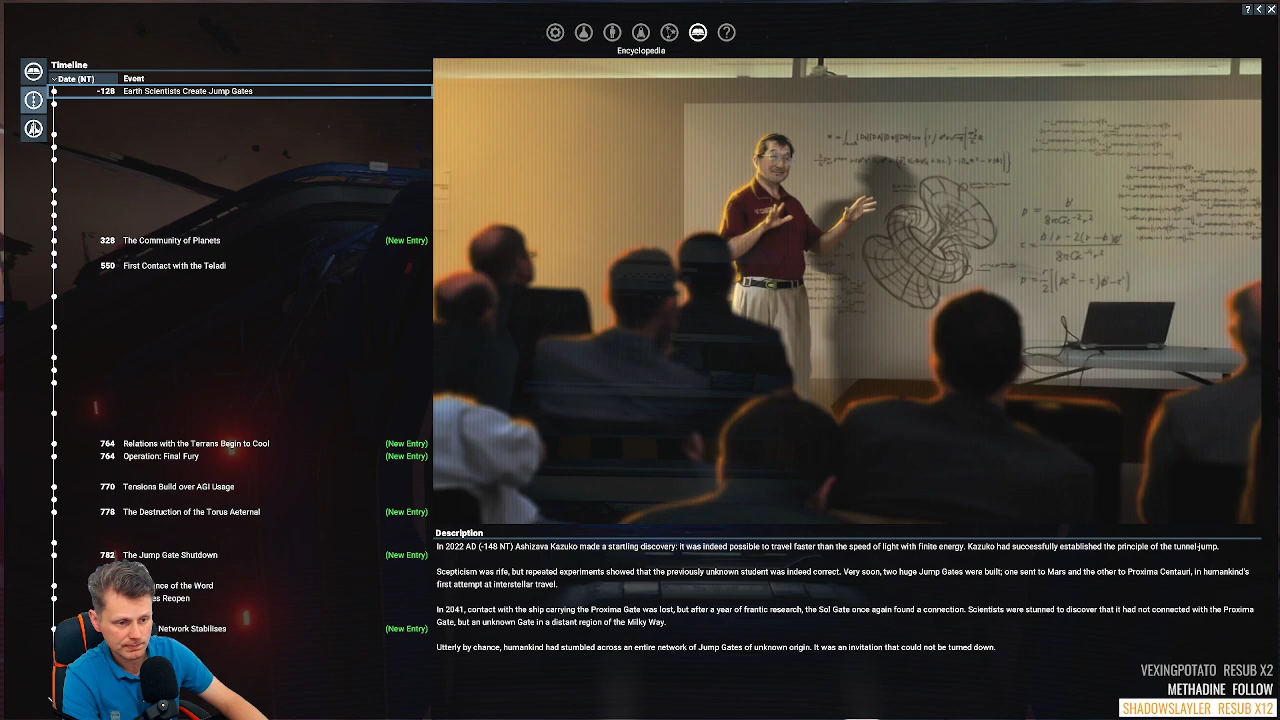 ? < X
Encyclopedia
Timeline
Date (NT) Event
-128 Earth Scientists Create Jump Gates
328 The Community of Planets (New Entry)
550 First Contact with the Teladi
764 Relations with the Terrans Begin to Cool (New Entry)
764 Operation: Final Fury (New Entry)
770 Tensions Build over AGI Usage
778 The Destruction of the Torus Aeternal (New Entry)
782 The Jump Gate Shutdown (New Entry)
nce of the Word
es Reopen
Network Stabilises (New Entry)
Description
In 2022 AD (-148 NT) Ashizava Kazuko made a startling discovery: it was indeed possible to travel faster than the speed of light with finite energy. Kazuko had successfully established the principle of the tunnel-jump.
Scepticism was rife, but repeated experiments showed that the previously unknown student was indeed correct. Very soon, two huge Jump Gates were built; one sent to Mars and the other to Proxima Centauri, in humankind's
first attempt at interstellar travel.
In 2041, contact with the ship carrying the Proxima Gate was lost, but after a year of frantic research, the Sol Gate once again found a connection. Scientists were stunned to discover that it had not connected with the Proxima
Gate, but an unknown Gate in a distant region of the Milky Way.
Utterly by chance, humankind had stumbled across an entire network of Jump Gates of unknown origin. It was an invitation that could not be turned down.
VEXINGPOTATO RESUB X2
METHADINE FOLLOW
SHADOWSLAYLER RESUB X12